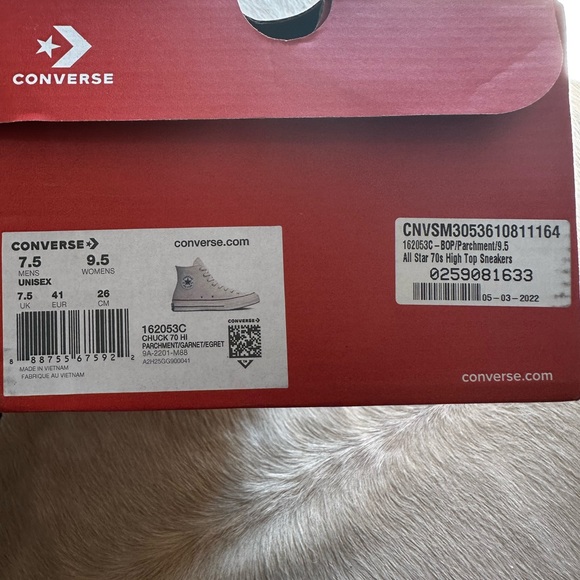 CONVERSE
CONVERSE
converse.com
7.5 9.5
MENS WOMENS
UNISEX
7.5 41 26
UK EUR CM
162053C
CHUCK 70 HI
PARCHMENT/GARNET/EGRET
9A-2201-M8B
A2H25GG900041
8 88755 67592 2
MADE IN VIETNAM
FABRIQUE AU VIETNAM
CNVSM3053610811164
162053C-BOP/Parchment/9.5
All Star 70s High Top Sneakers
0259081633
05-03-2022
converse.com